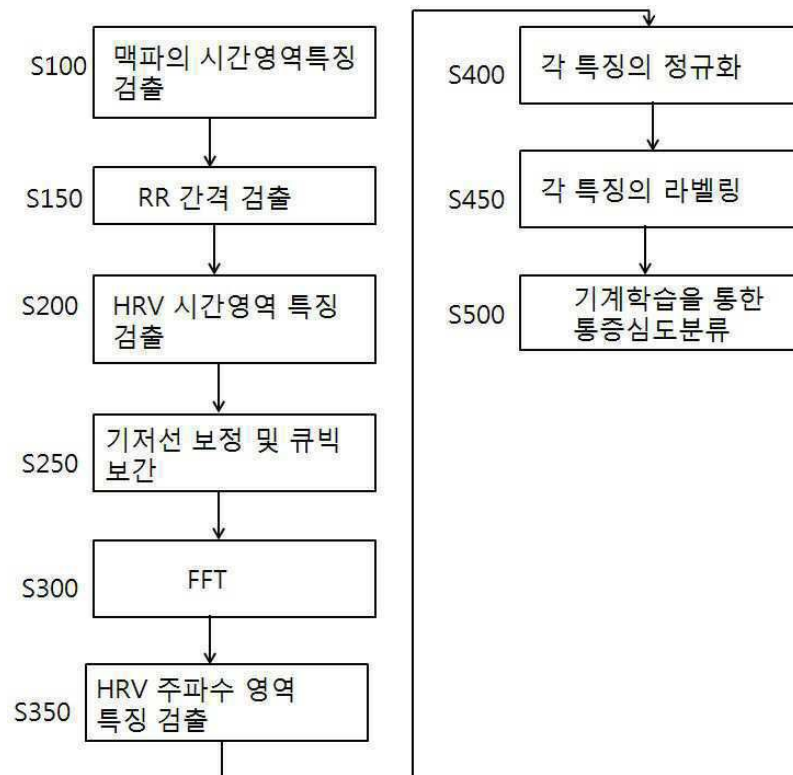 S100
맥파의 시간영역특징
검출
S150
RR 간격 검출
S200
HRV 시간영역 특징
검출
S250
기저선 보정 및 큐빅
보간
S300
FFT
S350
HRV 주파수 영역
특징 검출
S400
각 특징의 정규화
S450
각 특징의 라벨링
S500
기계학습을 통한
통증심도분류